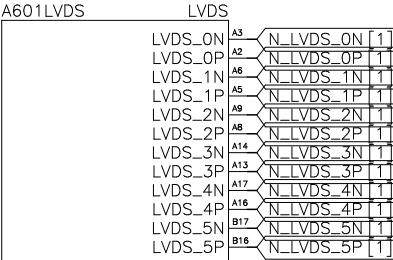 A601LVDS LVDS
LVDS_0N A3 N_LVDS_0N [1]
LVDS_0P A2 N_LVDS_0P [1]
LVDS_1N A6 N_LVDS_1N [1]
LVDS_1P A5 N_LVDS_1P [1]
LVDS_2N A9 N_LVDS_2N [1]
LVDS_2P A8 N_LVDS_2P [1]
LVDS_3N A14 N_LVDS_3N [1]
LVDS_3P A13 N_LVDS_3P [1]
LVDS_4N A17 N_LVDS_4N [1]
LVDS_4P A16 N_LVDS_4P [1]
LVDS_5N B17 N_LVDS_5N [1]
LVDS_5P B16 N_LVDS_5P [1]